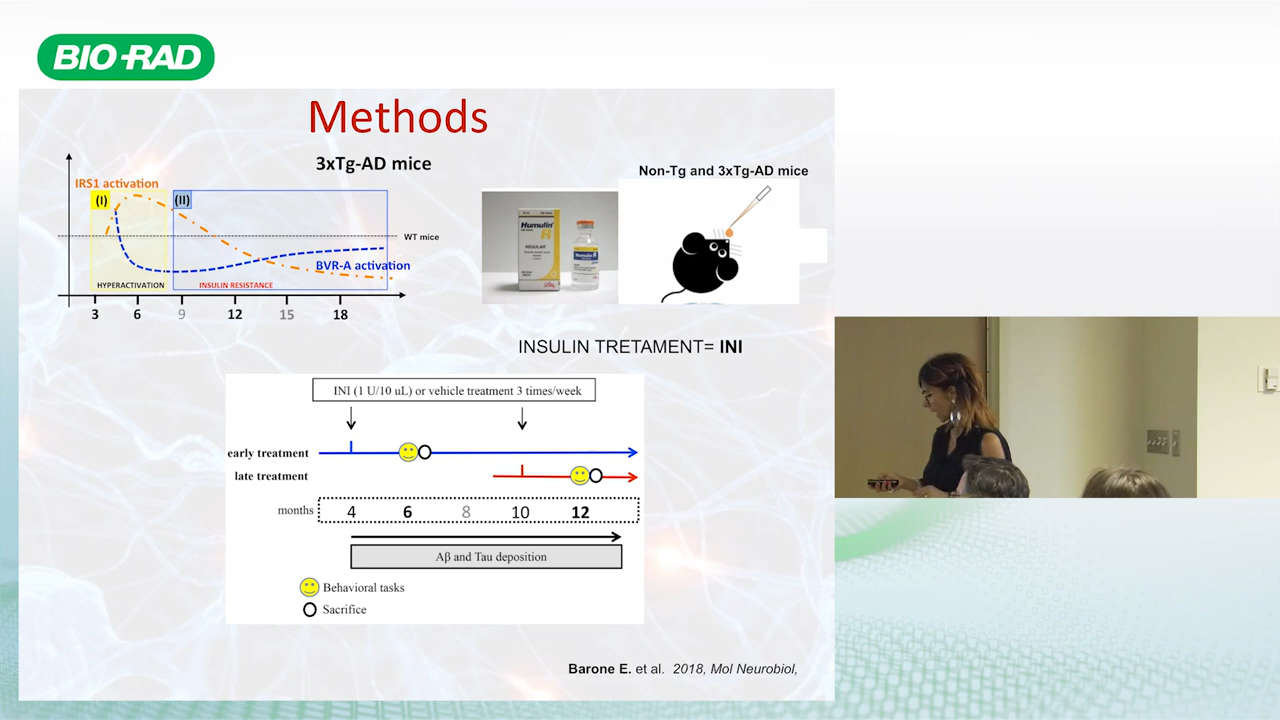 BIO-RAD
Methods
3xTg-AD mice
IRS1 activation
(I)
(II)
WT mice
BVR-A activation
HYPERACTIVATION
INSULIN RESISTANCE
3 6 9 12 15 18
Non-Tg and 3xTg-AD mice
Humulin
R
REGULAR
Humulin
INSULIN TRETAMENT= INI
INI (1 U/10 uL) or vehicle treatment 3 times/week
early treatment
late treatment
months 4 6 8 10 12
Aβ and Tau deposition
Behavioral tasks
Sacrifice
Barone E. et al. 2018, Mol Neurobiol,